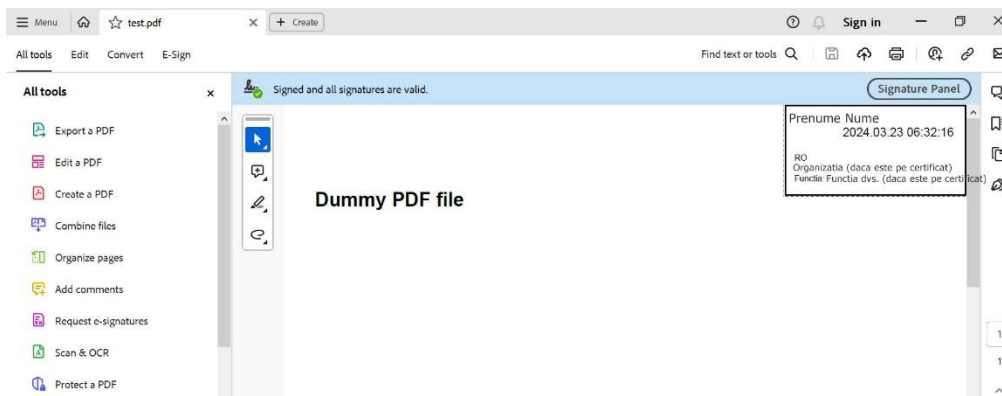 Menu
test.pdf
+ Create
Sign in
All tools Edit Convert E-Sign
Find text or tools
All tools
Signed and all signatures are valid.
Signature Panel
Export a PDF
Edit a PDF
Create a PDF
Combine files
Organize pages
Add comments
Request e-signatures
Scan & OCR
Protect a PDF
Dummy PDF file
Prenume Nume
2024.03.23 06:32:16
RO
Organizatia (daca este pe certificat)
Functia: Functia dvs. (daca este pe certificat)
1
1